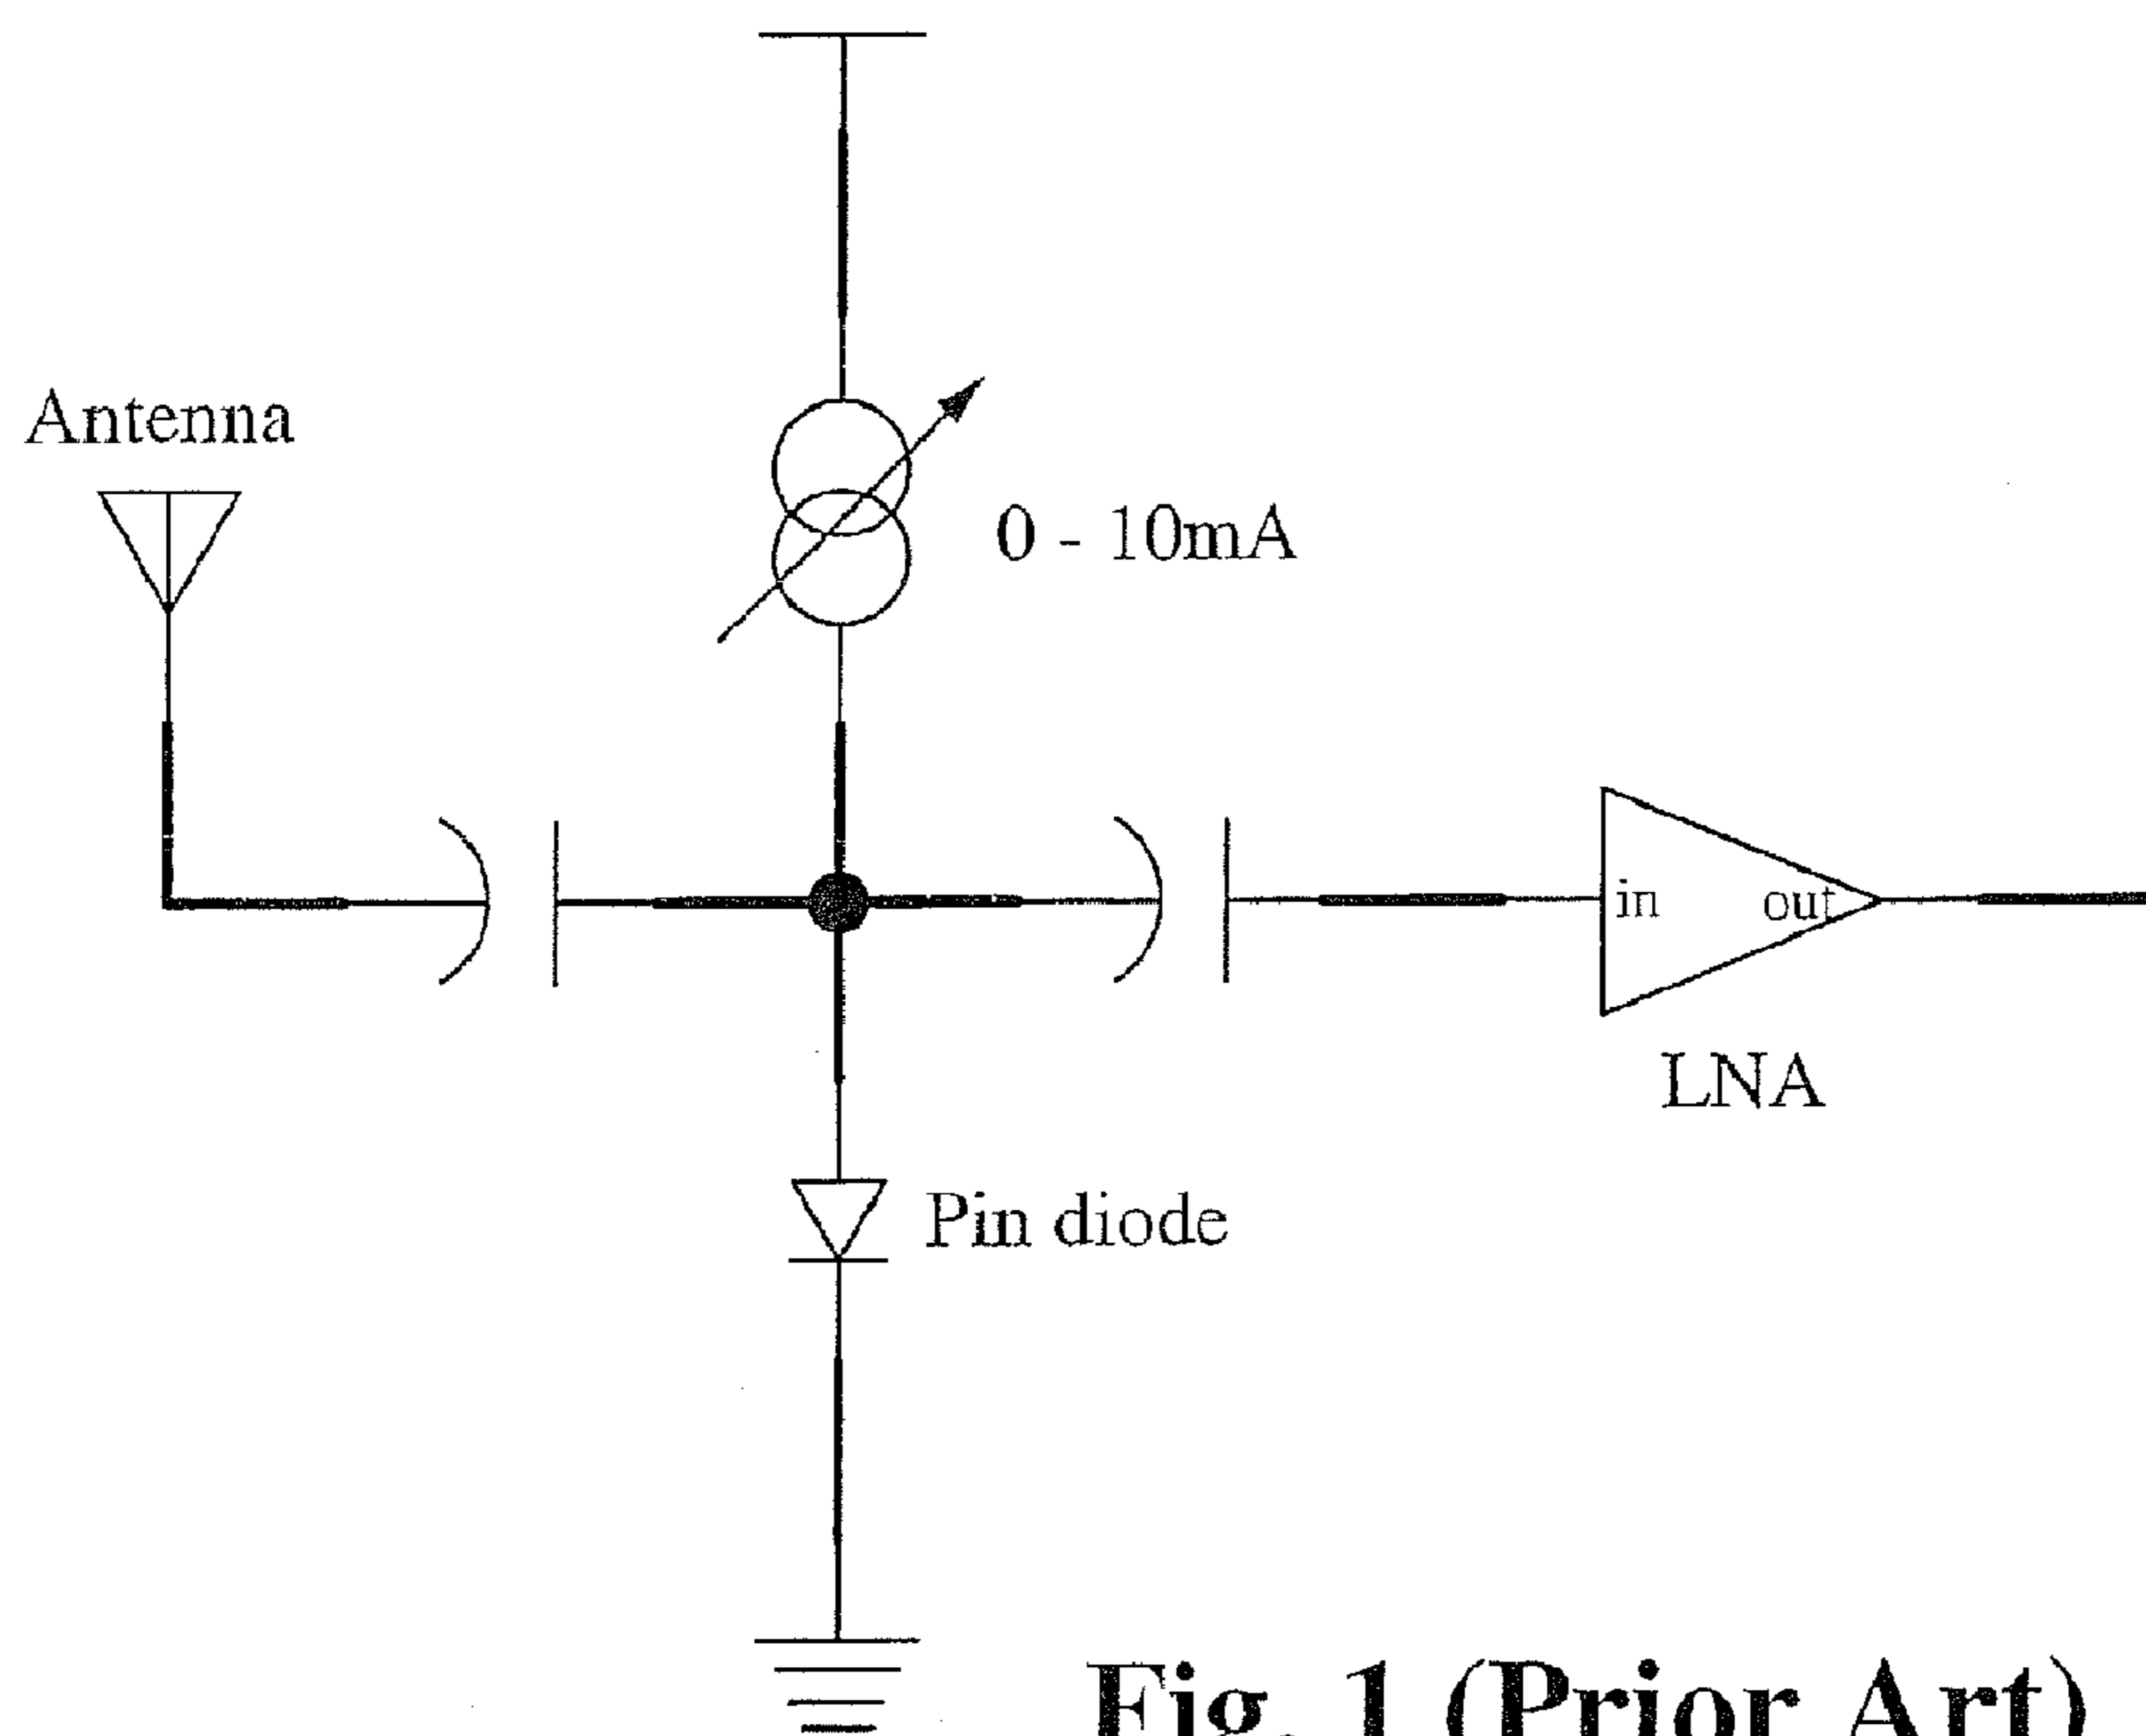 Antenna
0 - 10mA
in
out
LNA
Pin diode
Fig. 1 (Prior Art)